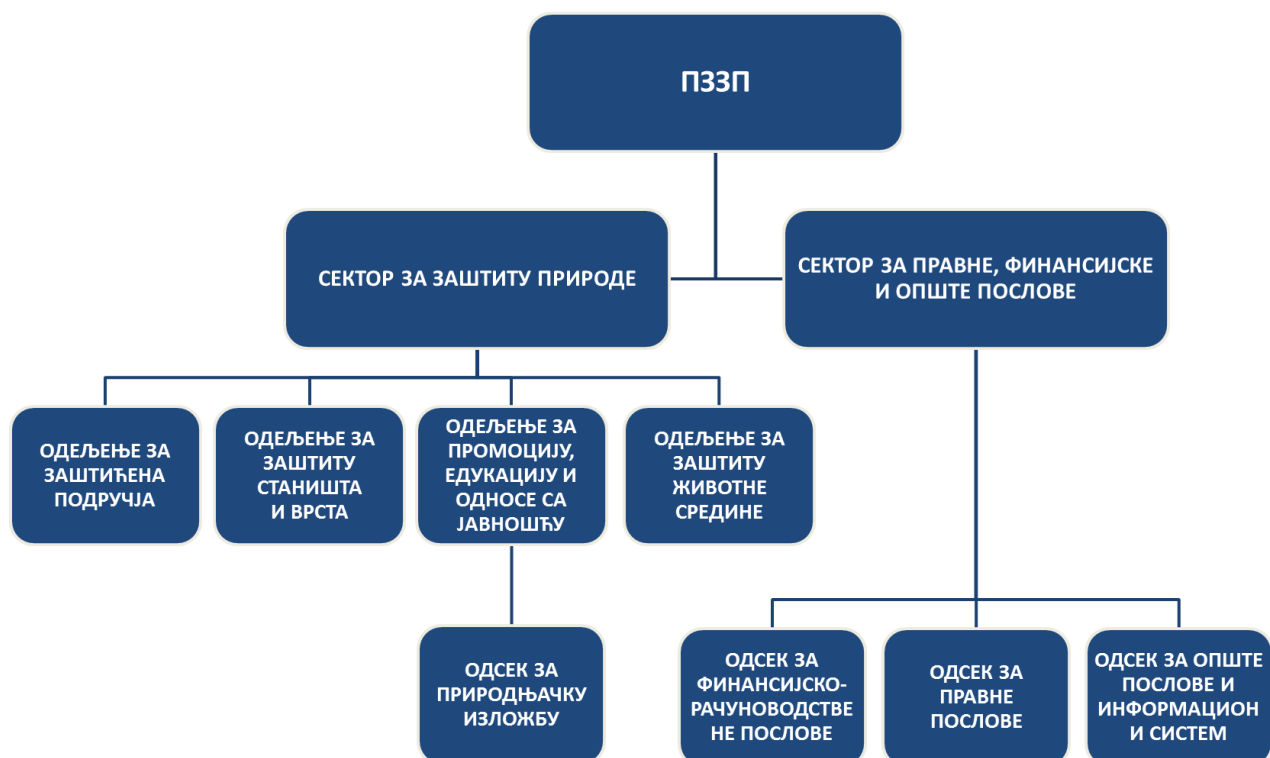 ПЗЗП
СЕКТОР ЗА ЗАШТИТУ ПРИРОДЕ
СЕКТОР ЗА ПРАВНЕ, ФИНАНСИЈСКЕ
И ОПШТЕ ПОСЛОВЕ
ОДЕЉЕЊЕ ЗА
ЗАШТИЋЕНА
ПОДРУЧЈА
ОДЕЉЕЊЕ ЗА
ЗАШТИТУ
СТАНИШТА
И ВРСТА
ОДЕЉЕЊЕ ЗА
ПРОМОЦИЈУ,
ЕДУКАЦИЈУ И
ОДНОСЕ СА
ЈАВНОШЋУ
ОДЕЉЕЊЕ ЗА
ЗАШТИТУ
ЖИВОТНЕ
СРЕДИНЕ
ОДСЕК ЗА
ПРИРОДЊАЧКУ
ИЗЛОЖБУ
ОДСЕК ЗА
ФИНАНСИЈСКО-
РАЧУНОВОДСТВЕ
НЕ ПОСЛОВЕ
ОДСЕК ЗА
ПРАВНЕ
ПОСЛОВЕ
ОДСЕК ЗА ОПШТЕ
ПОСЛОВЕ И
ИНФОРМАЦИОН
И СИСТЕМ